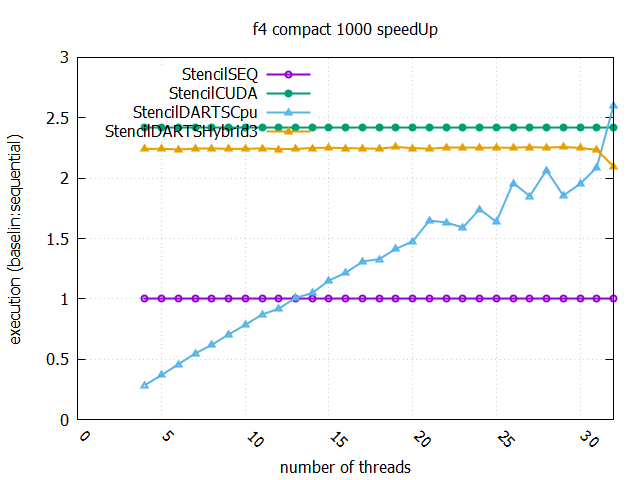 f4 compact 1000 speedUp
StencilSEQ
StencilCUDA
StencilDARTSCpu
StencilDARTSHybrid3
3
2.5
2
1.5
1
0.5
0
execution (baselin:sequential)
0 5 10 15 20 25 30
number of threads